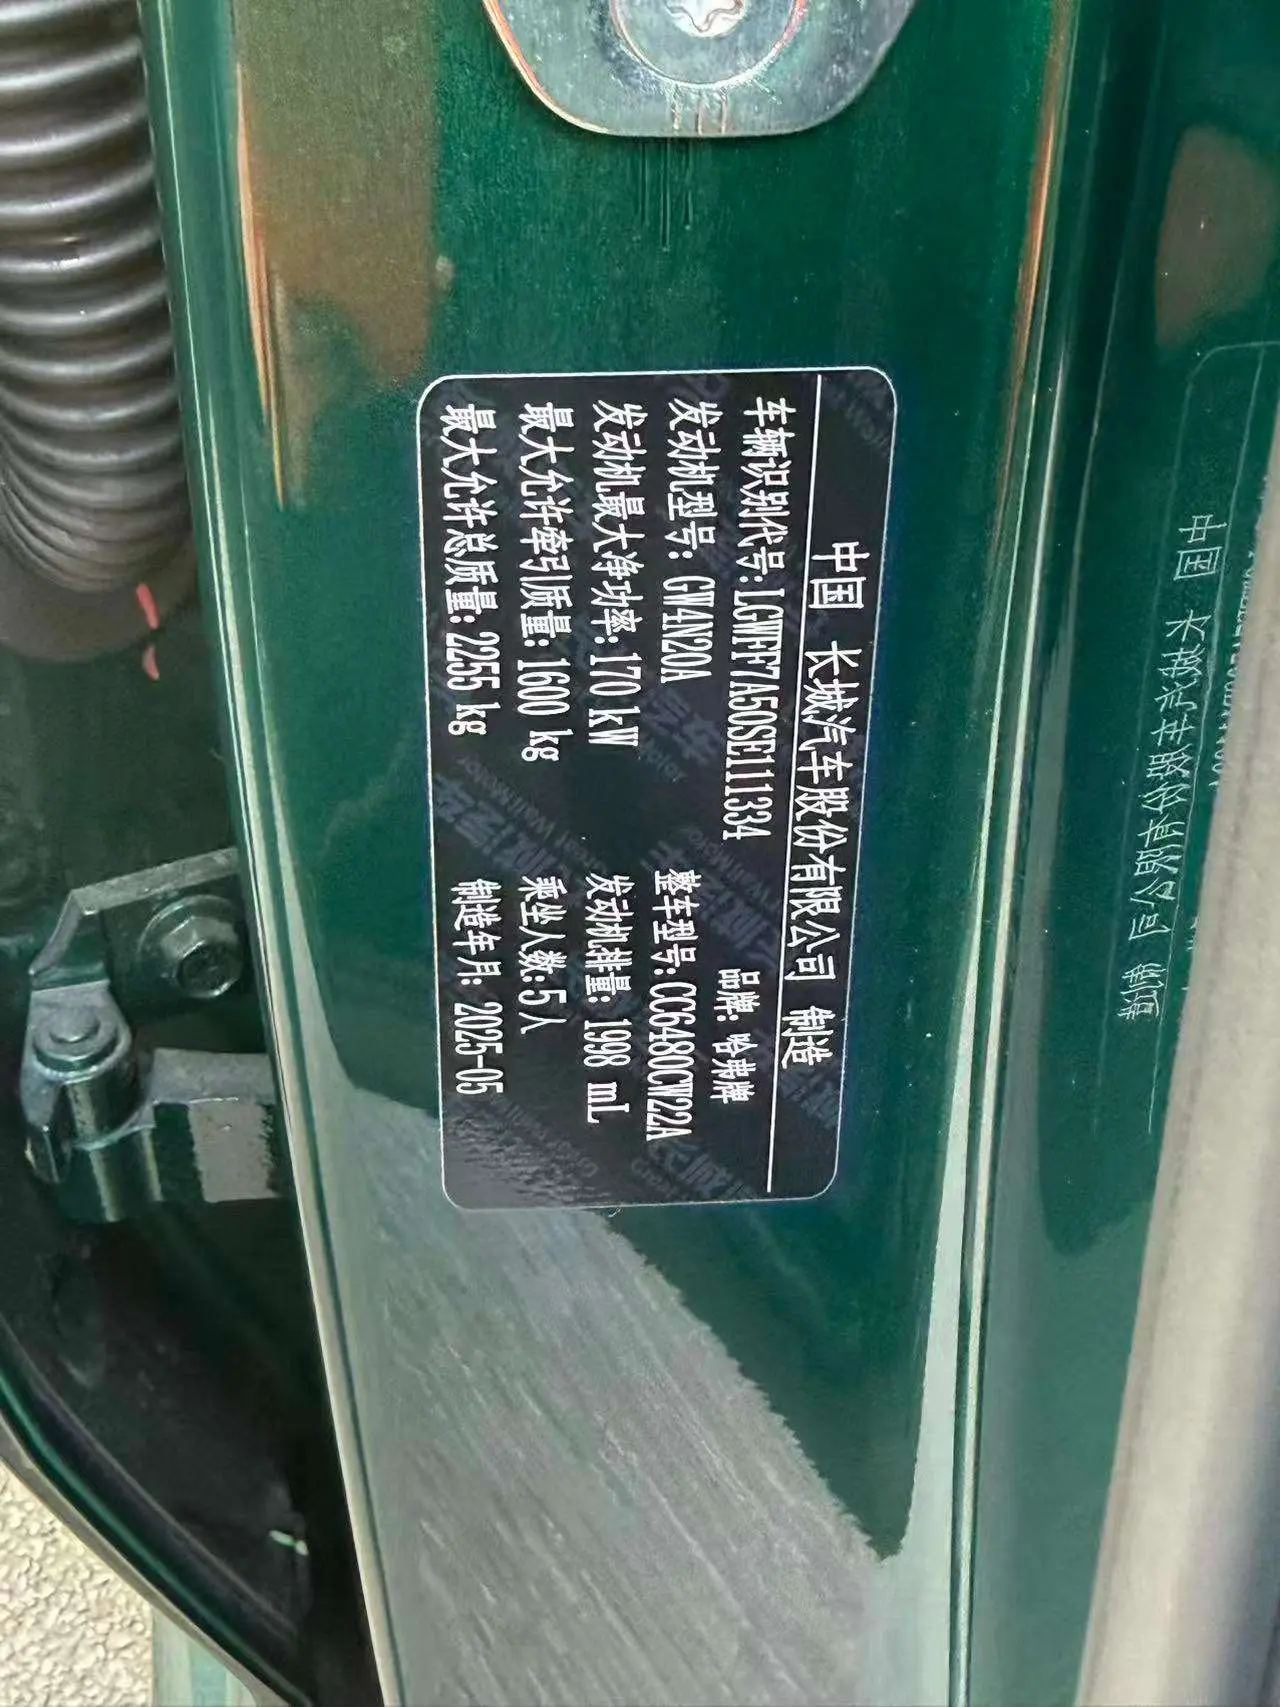 中国 长城汽车股份有限公司 制造
品牌: 哈弗牌
车辆识别代号: LGWFF7A50SE111334
发动机型号: GW4N20A 整车型号: CC6480CW22A
发动机最大净功率: 170 kW 发动机排量: 1998 mL
最大允许牵引质量: 1600 kg 乘坐人数: 5人
最大允许总质量: 2255 kg 制造年月: 2025-05